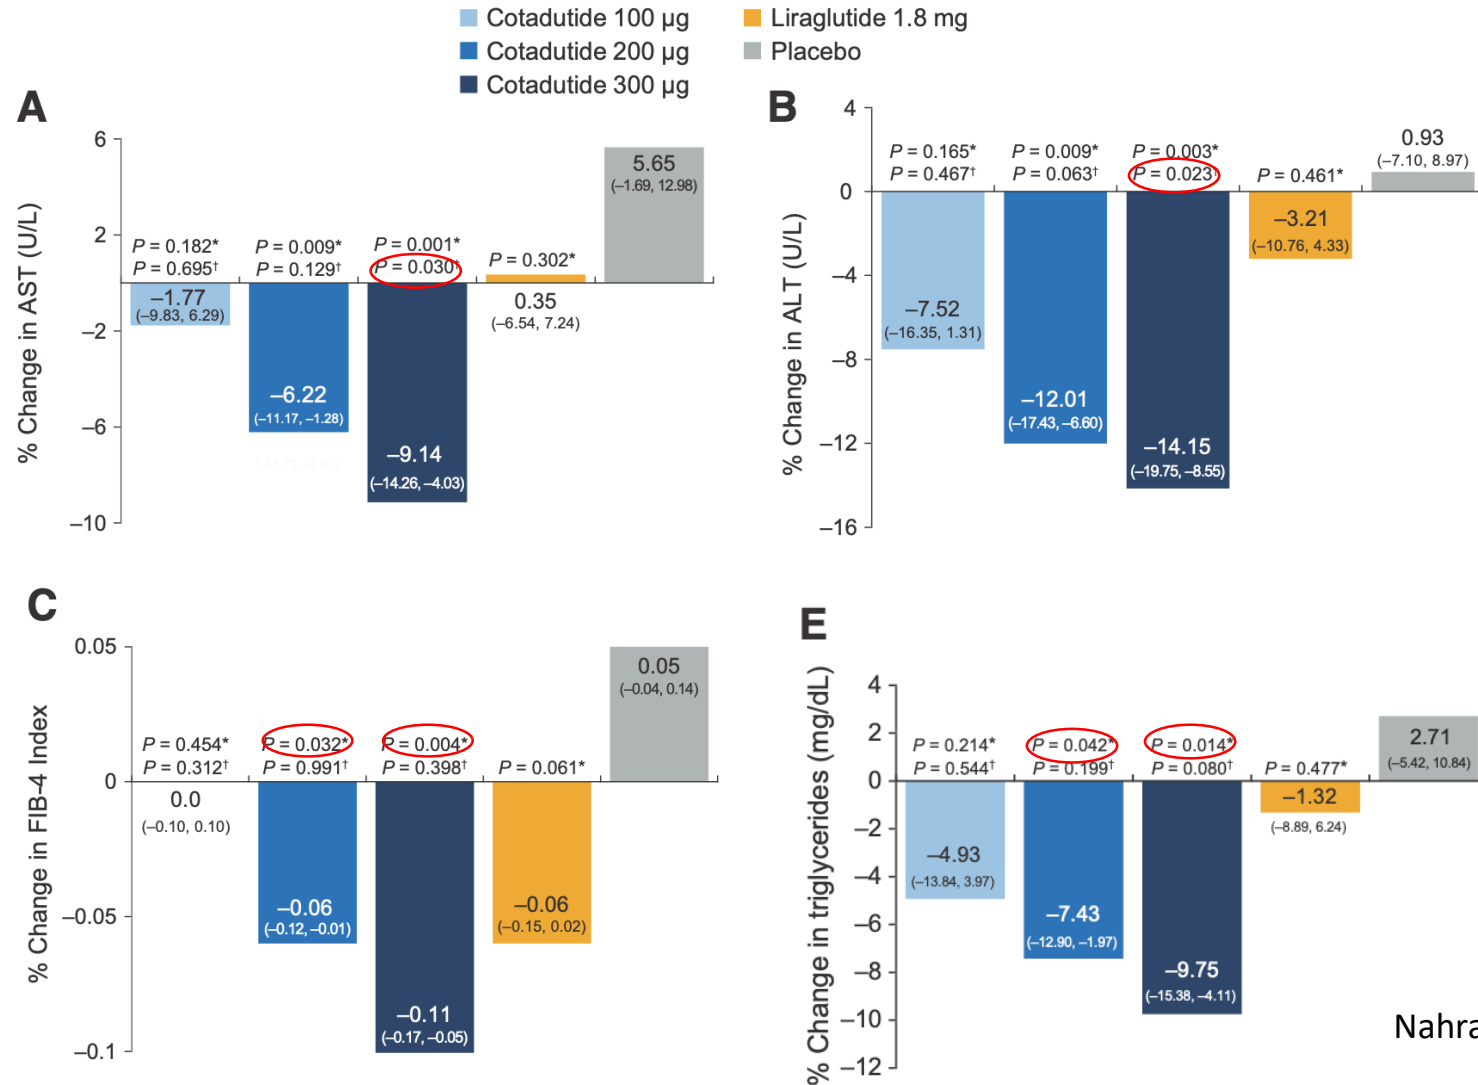 Cotadutide 100 µg
Cotadutide 200 µg
Cotadutide 300 µg
Liraglutide 1.8 mg
Placebo
A
% Change in AST (U/L)
6
2
–2
–6
–10
P = 0.182*
P = 0.695†
–1.77
(–9.83, 6.29)
P = 0.009*
P = 0.129†
–6.22
(–11.17, –1.28)
P = 0.001*
P = 0.030†
–9.14
(–14.26, –4.03)
P = 0.302*
0.35
(–6.54, 7.24)
5.65
(–1.69, 12.98)
B
% Change in ALT (U/L)
4
0
–4
–8
–12
–16
P = 0.165*
P = 0.467†
–7.52
(–16.35, 1.31)
P = 0.009*
P = 0.063†
–12.01
(–17.43, –6.60)
P = 0.003*
P = 0.023†
–14.15
(–19.75, –8.55)
P = 0.461*
–3.21
(–10.76, 4.33)
0.93
(–7.10, 8.97)
C
% Change in FIB-4 Index
0.05
0
–0.05
–0.1
P = 0.454*
P = 0.312†
0.0
(–0.10, 0.10)
P = 0.032*
P = 0.991†
–0.06
(–0.12, –0.01)
P = 0.004*
P = 0.398†
–0.11
(–0.17, –0.05)
P = 0.061*
–0.06
(–0.15, 0.02)
0.05
(–0.04, 0.14)
E
% Change in triglycerides (mg/dL)
4
2
0
–2
–4
–6
–8
–10
–12
P = 0.214*
P = 0.544†
–4.93
(–13.84, 3.97)
P = 0.042*
P = 0.199†
–7.43
(–12.90, –1.97)
P = 0.014*
P = 0.080†
–9.75
(–15.38, –4.11)
P = 0.477*
–1.32
(–8.89, 6.24)
2.71
(–5.42, 10.84)
Nahra